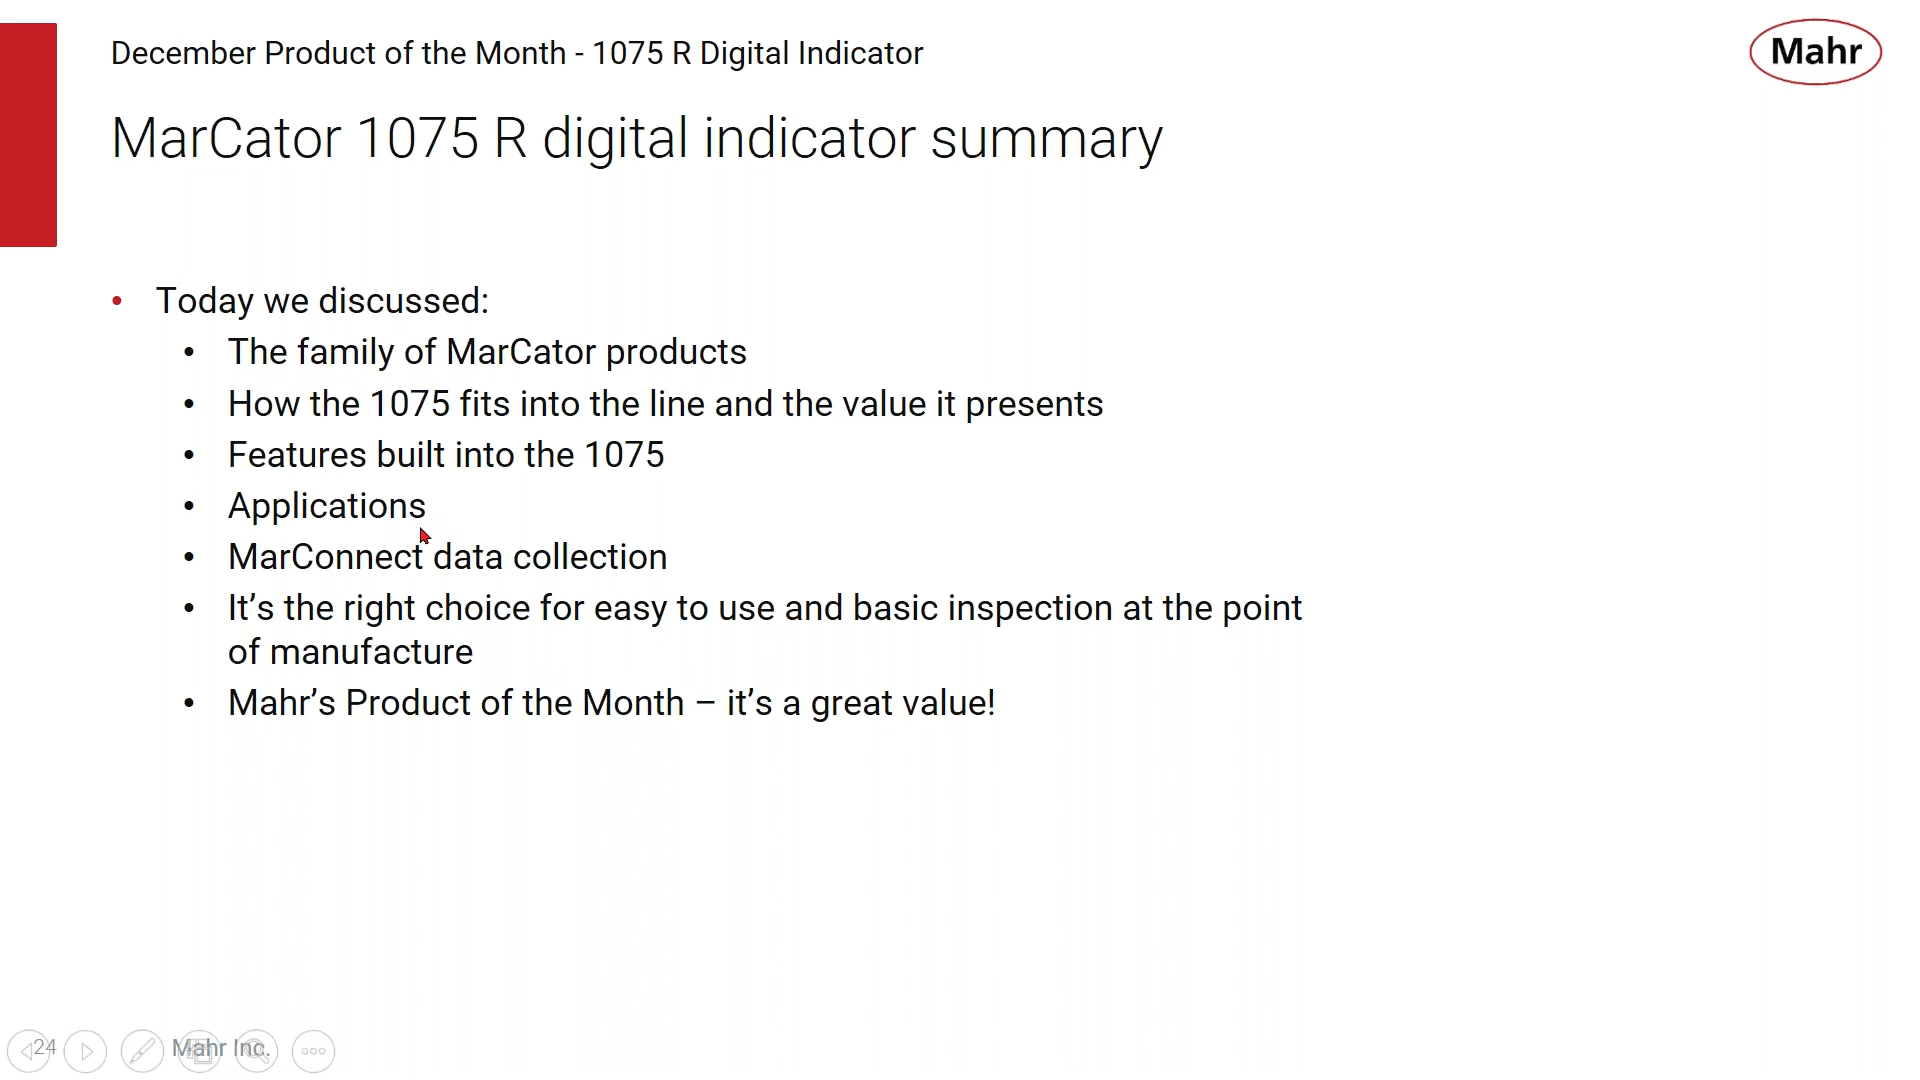 December Product of the Month - 1075 R Digital Indicator
Mahr
MarCator 1075 R digital indicator summary
• Today we discussed:
• The family of MarCator products
• How the 1075 fits into the line and the value it presents
• Features built into the 1075
• Applications
• MarConnect data collection
• It’s the right choice for easy to use and basic inspection at the point
of manufacture
• Mahr’s Product of the Month – it’s a great value!
24 Mahr Inc.